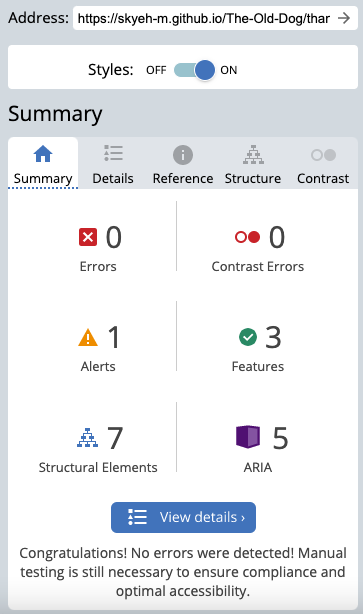 Address: https://skyeh-m.github.io/The-Old-Dog/thar
Styles: OFF ON
Summary
Summary Details Reference Structure Contrast
0 0
Errors Contrast Errors
1 3
Alerts Features
7 5
Structural Elements ARIA
View details ›
Congratulations! No errors were detected! Manual
testing is still necessary to ensure compliance and
optimal accessibility.